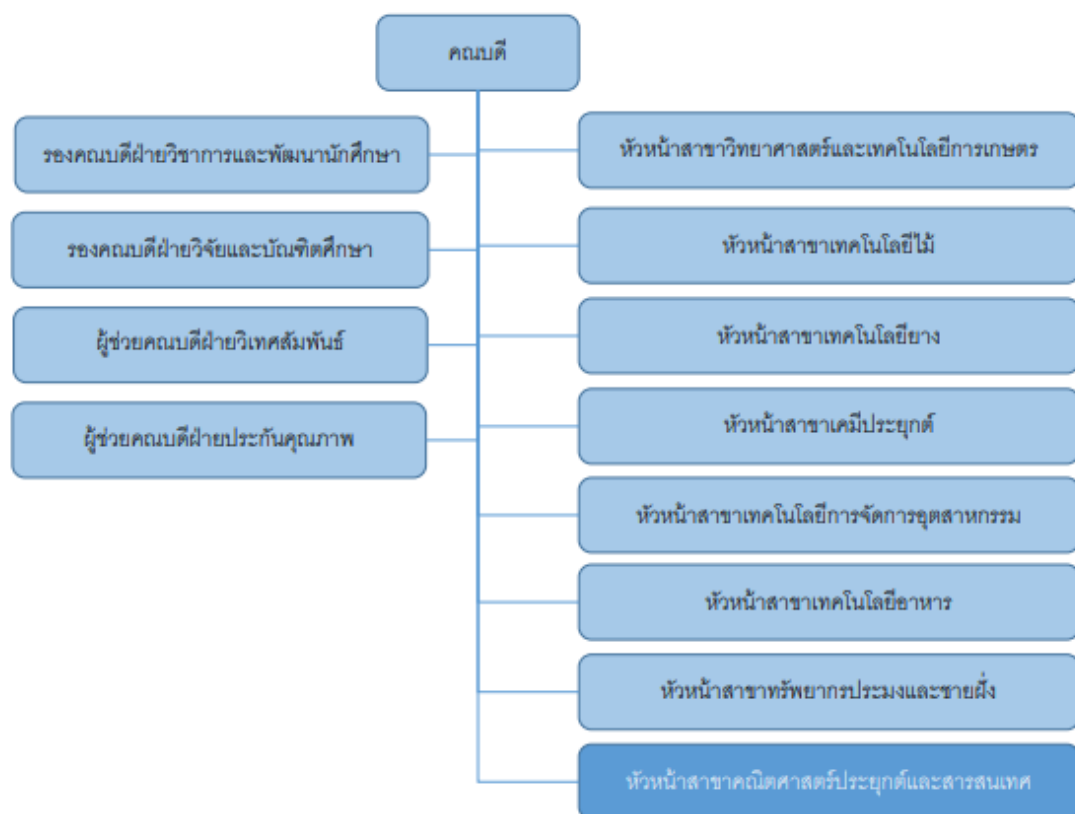 คณบดี
รองคณบดีฝ่ายวิชาการและพัฒนานักศึกษา
รองคณบดีฝ่ายวิจัยและบัณฑิตศึกษา
ผู้ช่วยคณบดีฝ่ายวิเทศสัมพันธ์
ผู้ช่วยคณบดีฝ่ายประกันคุณภาพ
หัวหน้าสาขาวิทยาศาสตร์และเทคโนโลยีการเกษตร
หัวหน้าสาขาเทคโนโลยีไม้
หัวหน้าสาขาเทคโนโลยียาง
หัวหน้าสาขาเคมีประยุกต์
หัวหน้าสาขาเทคโนโลยีการจัดการอุตสาหกรรม
หัวหน้าสาขาเทคโนโลยีอาหาร
หัวหน้าสาขาทรัพยากรประมงและชายฝั่ง
หัวหน้าสาขาคณิตศาสตร์ประยุกต์และสารสนเทศ